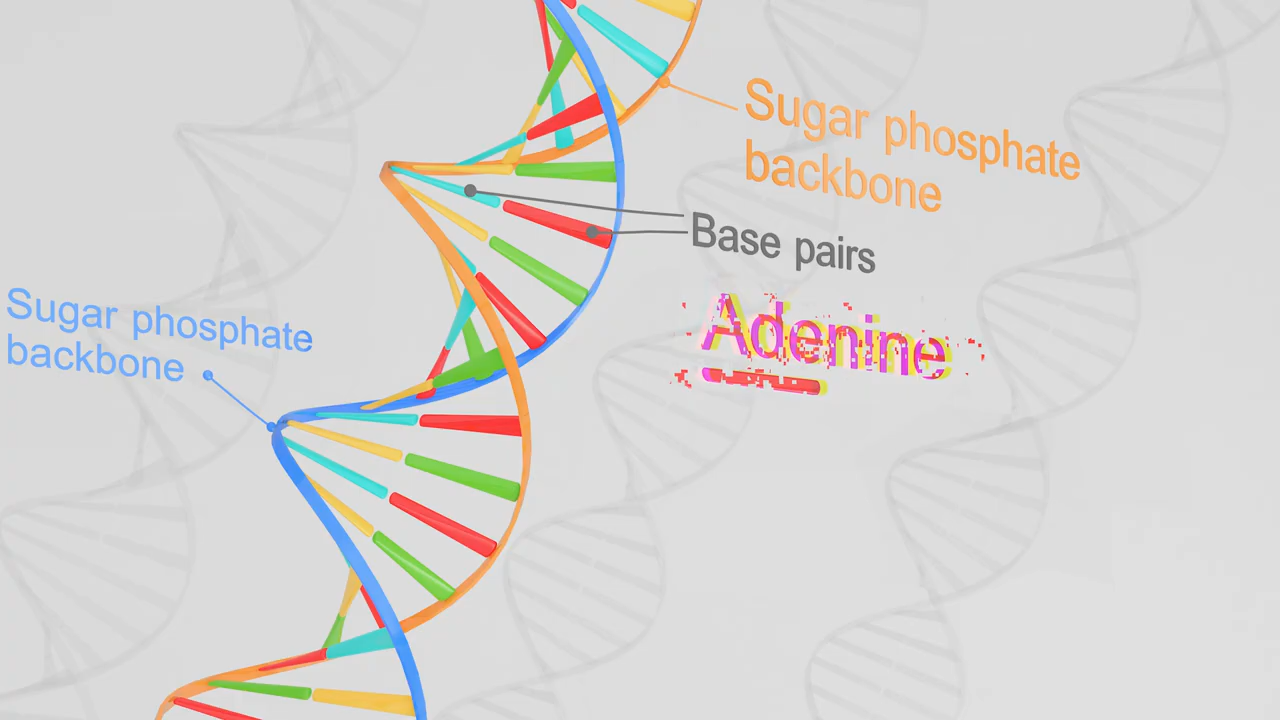 Sugar phosphate
backbone
Base pairs
Adenine
Sugar phosphate
backbone